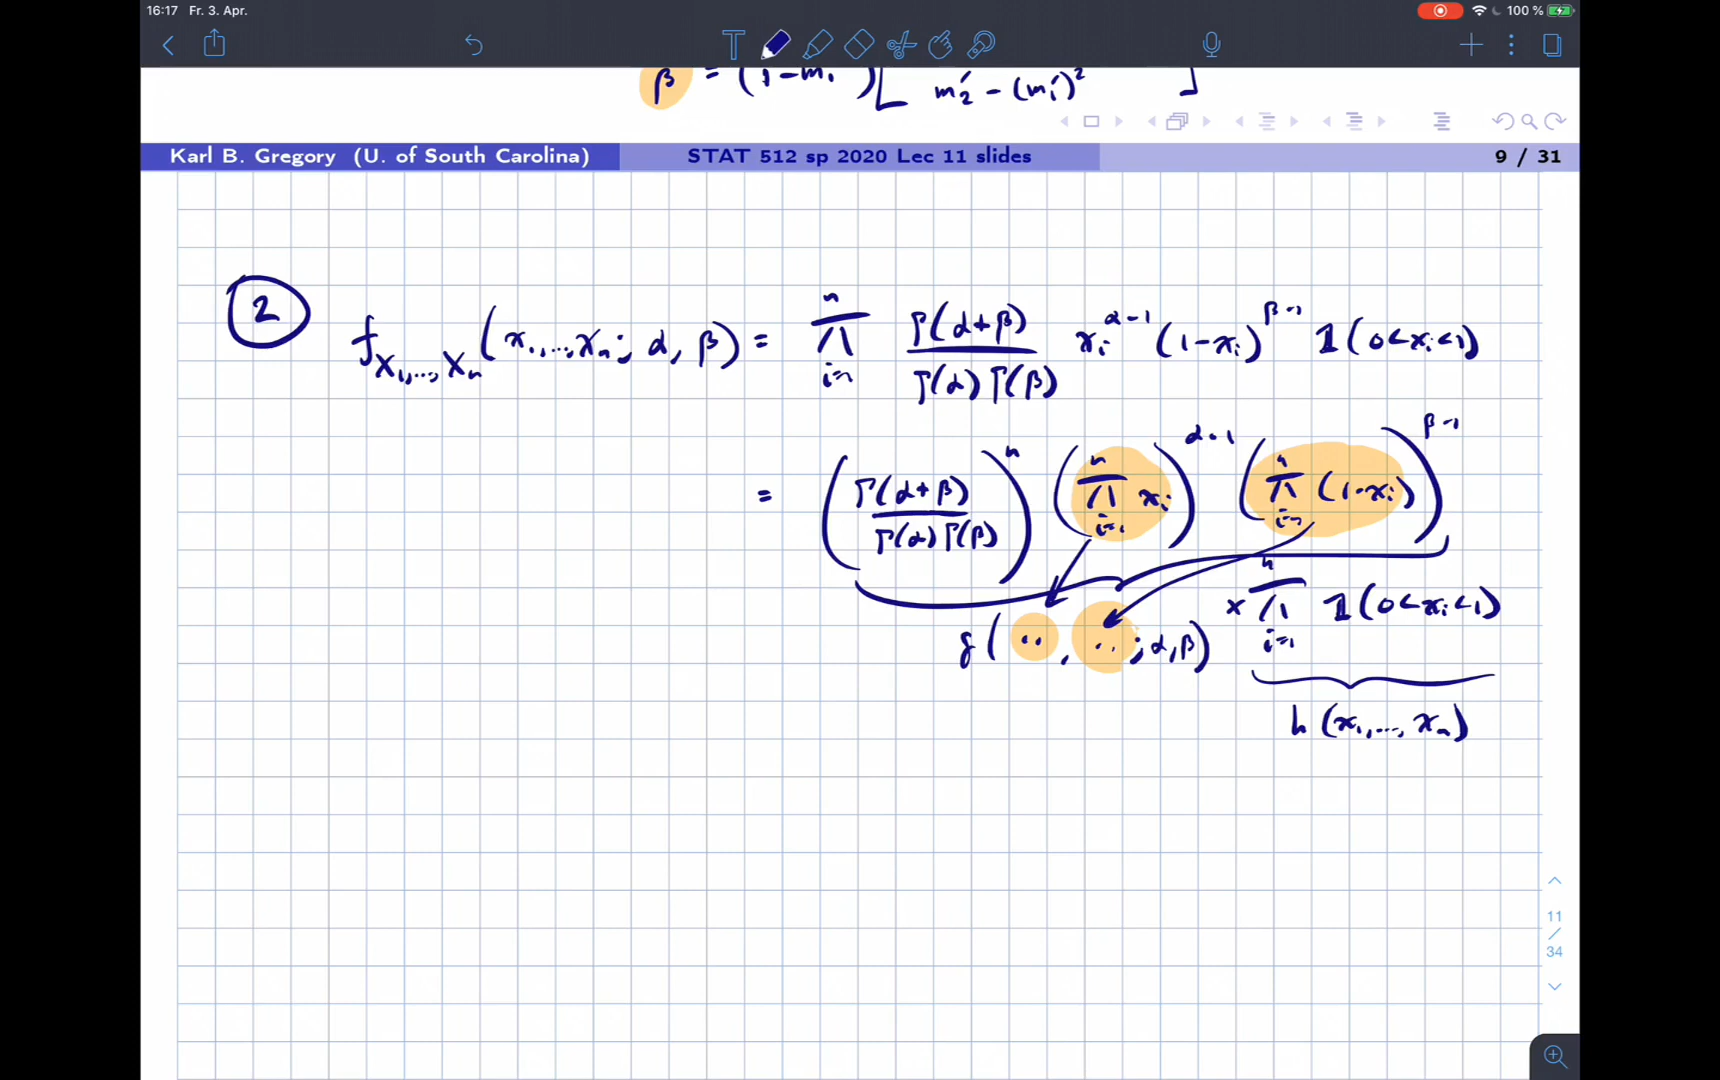 16:17 Fr. 3. Apr. 100 %
β = (1-m₁′)[ m₂′ - (m₁′)² ]
Karl B. Gregory (U. of South Carolina) STAT 512 sp 2020 Lec 11 slides 9 / 31
② f_{X₁,...,Xₙ}(x₁,...,xₙ; α, β) = ∏_{i=1}^{n} Γ(α+β) / Γ(α)Γ(β) xᵢ^{α-1} (1-xᵢ)^{β-1} 𝟙(0<xᵢ<1)
= (Γ(α+β) / Γ(α)Γ(β))^n (∏_{i=1}^{n} xᵢ)^{α-1} (∏_{i=1}^{n} (1-xᵢ))^{β-1}
× ∏_{i=1}^{n} 𝟙(0<xᵢ<1)
g( .. , .. ; α, β)
h(x₁,..., xₙ)
11
/
34